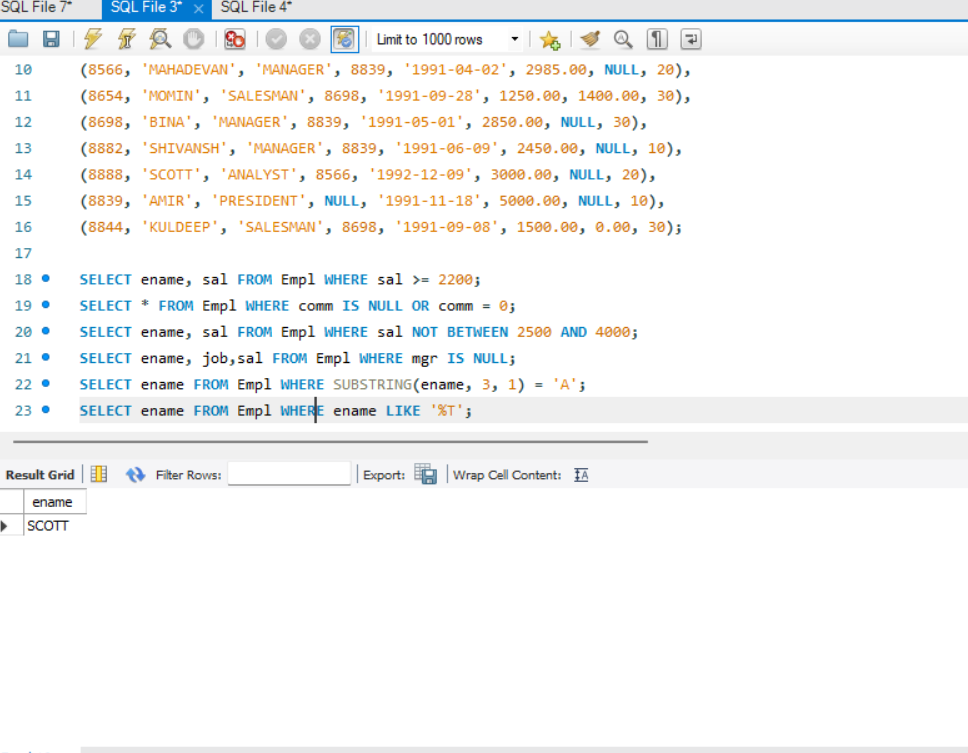 SQL File 7* SQL File 3* × SQL File 4*
Limit to 1000 rows
10 (8566, 'MAHADEVAN', 'MANAGER', 8839, '1991-04-02', 2985.00, NULL, 20),
11 (8654, 'MOMIN', 'SALESMAN', 8698, '1991-09-28', 1250.00, 1400.00, 30),
12 (8698, 'BINA', 'MANAGER', 8839, '1991-05-01', 2850.00, NULL, 30),
13 (8882, 'SHIVANSH', 'MANAGER', 8839, '1991-06-09', 2450.00, NULL, 10),
14 (8888, 'SCOTT', 'ANALYST', 8566, '1992-12-09', 3000.00, NULL, 20),
15 (8839, 'AMIR', 'PRESIDENT', NULL, '1991-11-18', 5000.00, NULL, 10),
16 (8844, 'KULDEEP', 'SALESMAN', 8698, '1991-09-08', 1500.00, 0.00, 30);
17
18 SELECT ename, sal FROM Empl WHERE sal >= 2200;
19 SELECT * FROM Empl WHERE comm IS NULL OR comm = 0;
20 SELECT ename, sal FROM Empl WHERE sal NOT BETWEEN 2500 AND 4000;
21 SELECT ename, job,sal FROM Empl WHERE mgr IS NULL;
22 SELECT ename FROM Empl WHERE SUBSTRING(ename, 3, 1) = 'A';
23 SELECT ename FROM Empl WHERE ename LIKE '%T';
Result Grid Filter Rows: Export: Wrap Cell Content: IA
ename
SCOTT